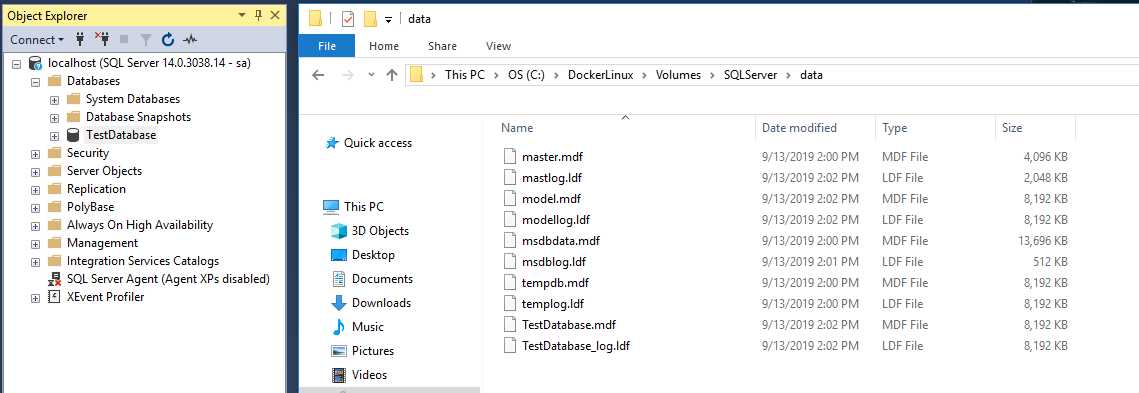 Object Explorer
Connect
localhost (SQL Server 14.0.3038.14 - sa)
Databases
System Databases
Database Snapshots
TestDatabase
Security
Server Objects
Replication
PolyBase
Always On High Availability
Management
Integration Services Catalogs
SQL Server Agent (Agent XPs disabled)
XEvent Profiler
data
File Home Share View
This PC > OS (C:) > DockerLinux > Volumes > SQLServer > data
Quick access
This PC
3D Objects
Desktop
Documents
Downloads
Music
Pictures
Videos
Name Date modified Type Size
master.mdf 9/13/2019 2:00 PM MDF File 4,096 KB
mastlog.ldf 9/13/2019 2:02 PM LDF File 2,048 KB
model.mdf 9/13/2019 2:02 PM MDF File 8,192 KB
modellog.ldf 9/13/2019 2:02 PM LDF File 8,192 KB
msdbdata.mdf 9/13/2019 2:00 PM MDF File 13,696 KB
msdblog.ldf 9/13/2019 2:01 PM LDF File 512 KB
tempdb.mdf 9/13/2019 2:00 PM MDF File 8,192 KB
templog.ldf 9/13/2019 2:00 PM LDF File 8,192 KB
TestDatabase.mdf 9/13/2019 2:02 PM MDF File 8,192 KB
TestDatabase_log.ldf 9/13/2019 2:02 PM LDF File 8,192 KB